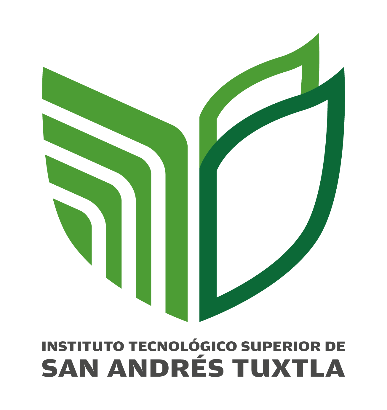 INSTITUTO TECNOLÓGICO SUPERIOR DE
SAN ANDRÉS TUXTLA